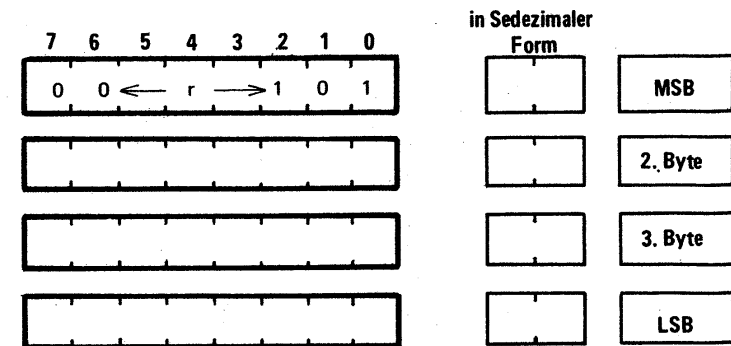 in Sedezimaler
7 6 5 4 3 2 1 0 Form
0 0 ← r → 1 0 1 MSB
2. Byte
3. Byte
LSB